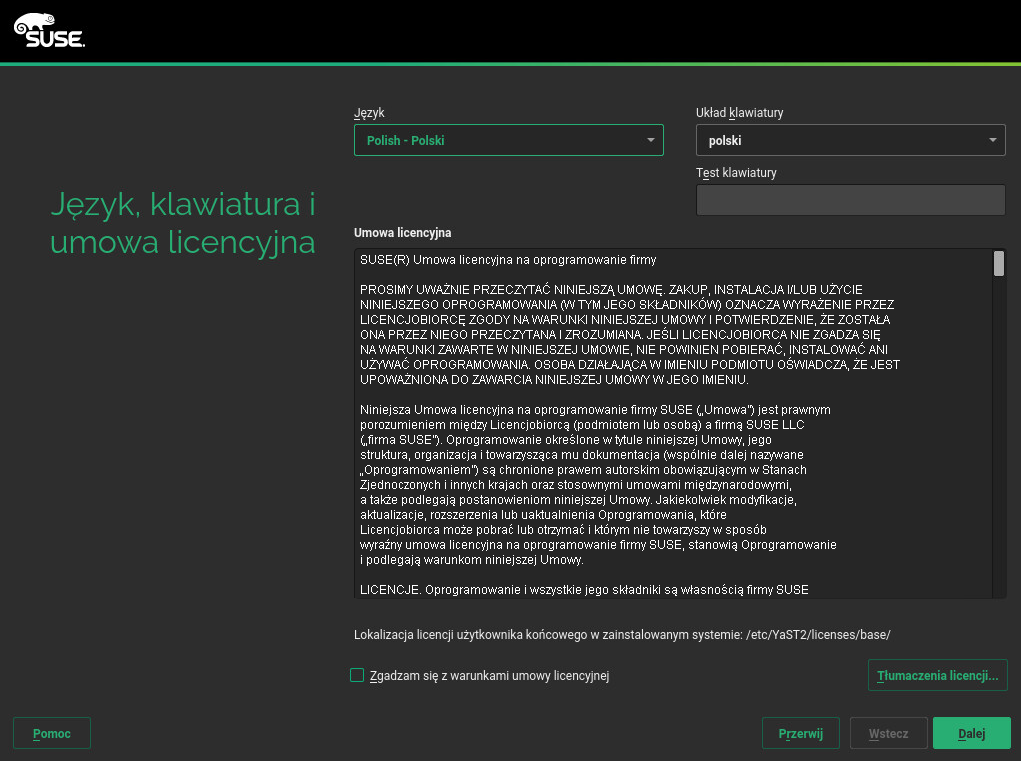 SUSE.
Język
Układ klawiatury
Polish - Polski
polski
Test klawiatury
Język, klawiatura i
umowa licencyjna
Umowa licencyjna
SUSE(R) Umowa licencyjna na oprogramowanie firmy
PROSIMY UWAŻNIE PRZECZYTAĆ NINIEJSZĄ UMOWĘ. ZAKUP, INSTALACJA I/LUB UŻYCIE
NINIEJSZEGO OPROGRAMOWANIA (W TYM JEGO SKŁADNIKÓW) OZNACZA WYRAŻENIE PRZEZ
LICENCJOBIORCĘ ZGODY NA WARUNKI NINIEJSZEJ UMOWY I POTWIERDZENIE, ŻE ZOSTAŁA
ONA PRZEZ NIEGO PRZECZYTANA I ZROZUMIANA. JEŚLI LICENCJOBIORCA NIE ZGADZA SIĘ
NA WARUNKI ZAWARTE W NINIEJSZEJ UMOWIE, NIE POWINIEN POBIERAĆ, INSTALOWAĆ ANI
UŻYWAĆ OPROGRAMOWANIA. OSOBA DZIAŁAJĄCA W IMIENIU PODMIOTU OŚWIADCZA, ŻE JEST
UPOWAŻNIONA DO ZAWARCIA NINIEJSZEJ UMOWY W JEGO IMIENIU.
Niniejsza Umowa licencyjna na oprogramowanie firmy SUSE („Umowa”) jest prawnym
porozumieniem między Licencjobiorcą (podmiotem lub osobą) a firmą SUSE LLC
(„firma SUSE”). Oprogramowanie określone w tytule niniejszej Umowy, jego
struktura, organizacja i towarzysząca mu dokumentacja (wspólnie dalej nazywane
„Oprogramowaniem”) są chronione prawem autorskim obowiązującym w Stanach
Zjednoczonych i innych krajach oraz stosownymi umowami międzynarodowymi,
a także podlegają postanowieniom niniejszej Umowy. Jakiekolwiek modyfikacje,
aktualizacje, rozszerzenia lub uaktualnienia Oprogramowania, które
Licencjobiorca może pobrać lub otrzymać i którym nie towarzyszy w sposób
wyraźny umowa licencyjna na oprogramowanie firmy SUSE, stanowią Oprogramowanie
i podlegają warunkom niniejszej Umowy.
LICENCJE. Oprogramowanie i wszystkie jego składniki są własnością firmy SUSE
Lokalizacja licencji użytkownika końcowego w zainstalowanym systemie: /etc/YaST2/licenses/base/
Zgadzam się z warunkami umowy licencyjnej
Tłumaczenia licencji...
Pomoc
Przerwij
Wstecz
Dalej